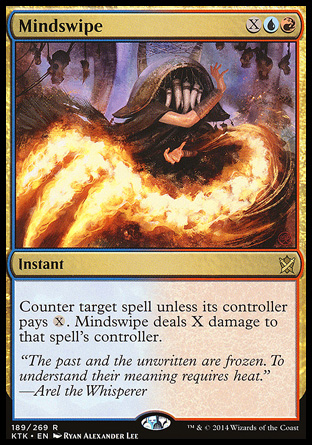 Mindswipe X
Instant
Counter target spell unless its controller
pays X. Mindswipe deals X damage to
that spell's controller.
"The past and the unwritten are frozen. To
understand their meaning requires heat."
—Arel the Whisperer
189/269 R
KTK • EN Ryan Alexander Lee ™ & © 2014 Wizards of the Coast